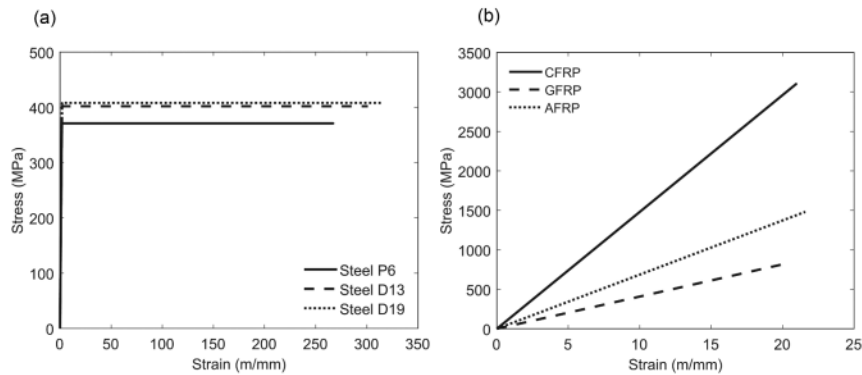 (a)
500
400
300
200
100
0
Stress (MPa)
0 50 100 150 200 250 300 350
Strain (m/mm)
Steel P6
Steel D13
Steel D19
(b)
3500
3000
2500
2000
1500
1000
500
0
Stress (MPa)
0 5 10 15 20 25
Strain (m/mm)
CFRP
GFRP
AFRP